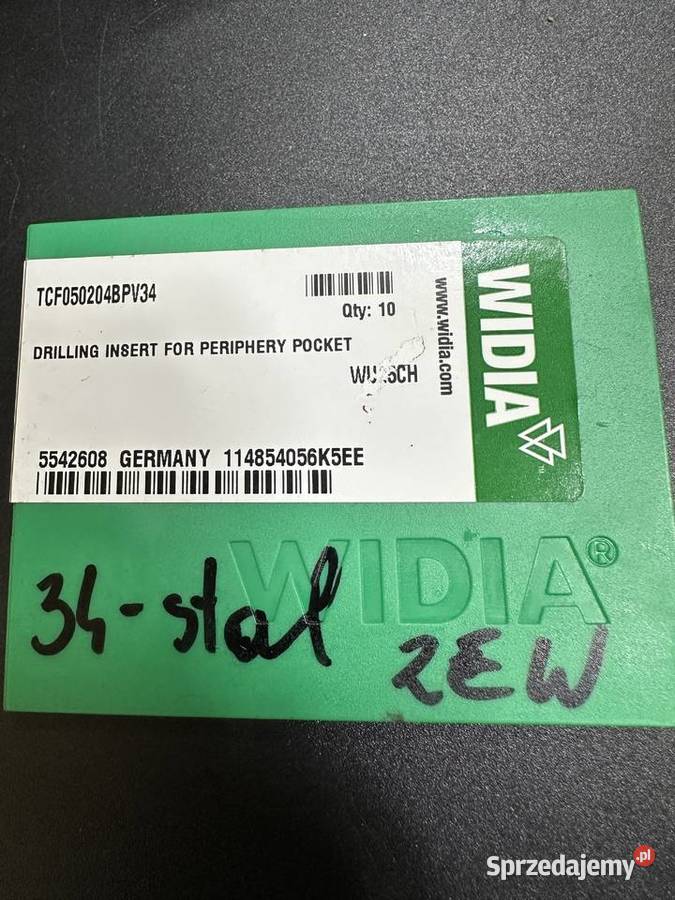 TCF050204BPV34
Qty: 10
DRILLING INSERT FOR PERIPHERY POCKET
5542608 GERMANY 114854056K5EE
www.widia.com
WIDIA
WIDIA®
34-stal
ZEW
Sprzedajemy.pl